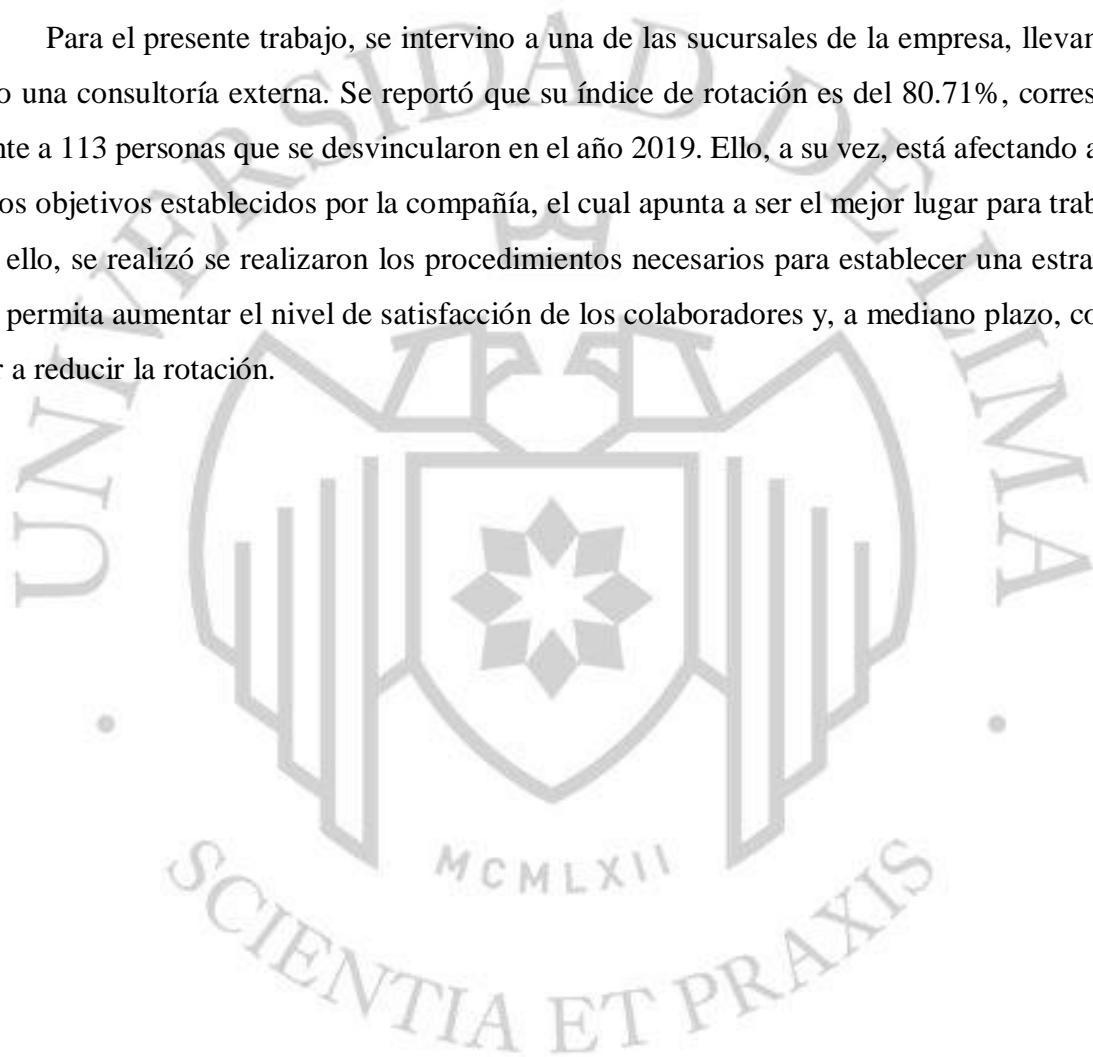 Para el presente trabajo, se intervino a una de las sucursales de la empresa, llevan
o una consultoría externa. Se reportó que su índice de rotación es del 80.71%, corres
nte a 113 personas que se desvincularon en el año 2019. Ello, a su vez, está afectando a
os objetivos establecidos por la compañía, el cual apunta a ser el mejor lugar para trab
ello, se realizó se realizaron los procedimientos necesarios para establecer una estra
permita aumentar el nivel de satisfacción de los colaboradores y, a mediano plazo, co
r a reducir la rotación.
UNIVERSIDAD DE LIMA
MCMLXII
SCIENTIA ET PRAXIS